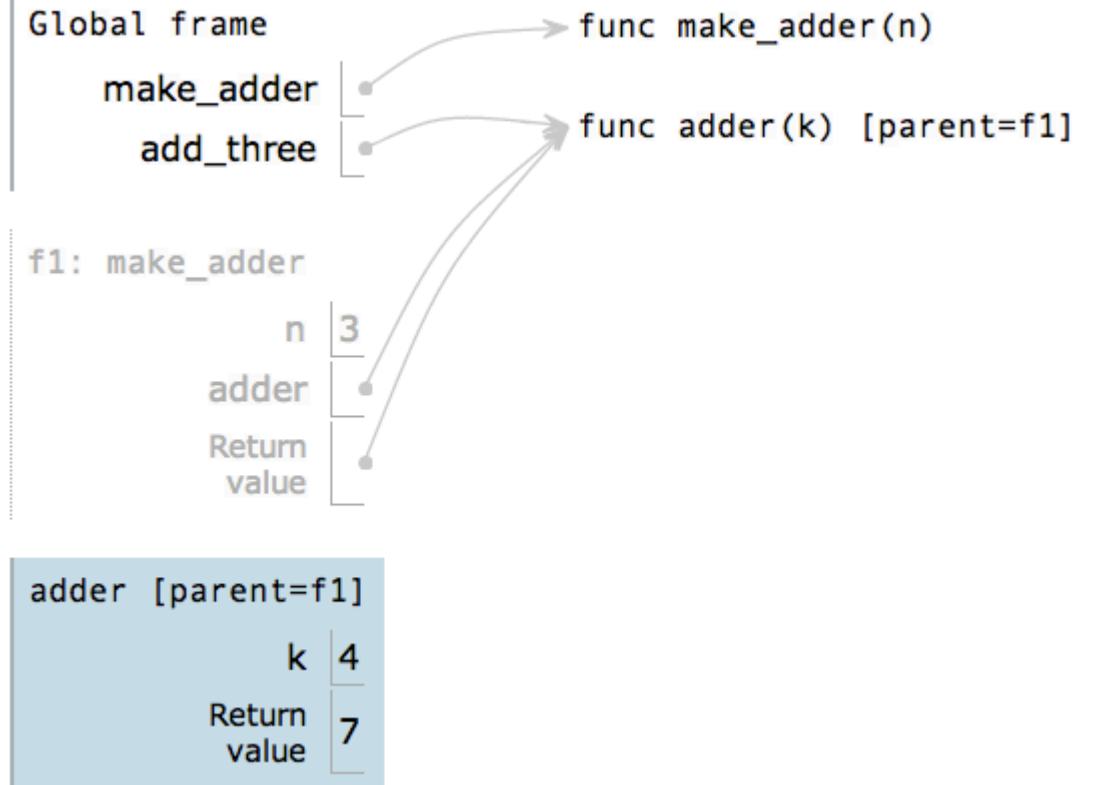 Global frame
func make_adder(n)
make_adder
func adder(k) [parent=f1]
add_three
f1: make_adder
n 3
adder
Return
value
adder [parent=f1]
k 4
Return
value 7